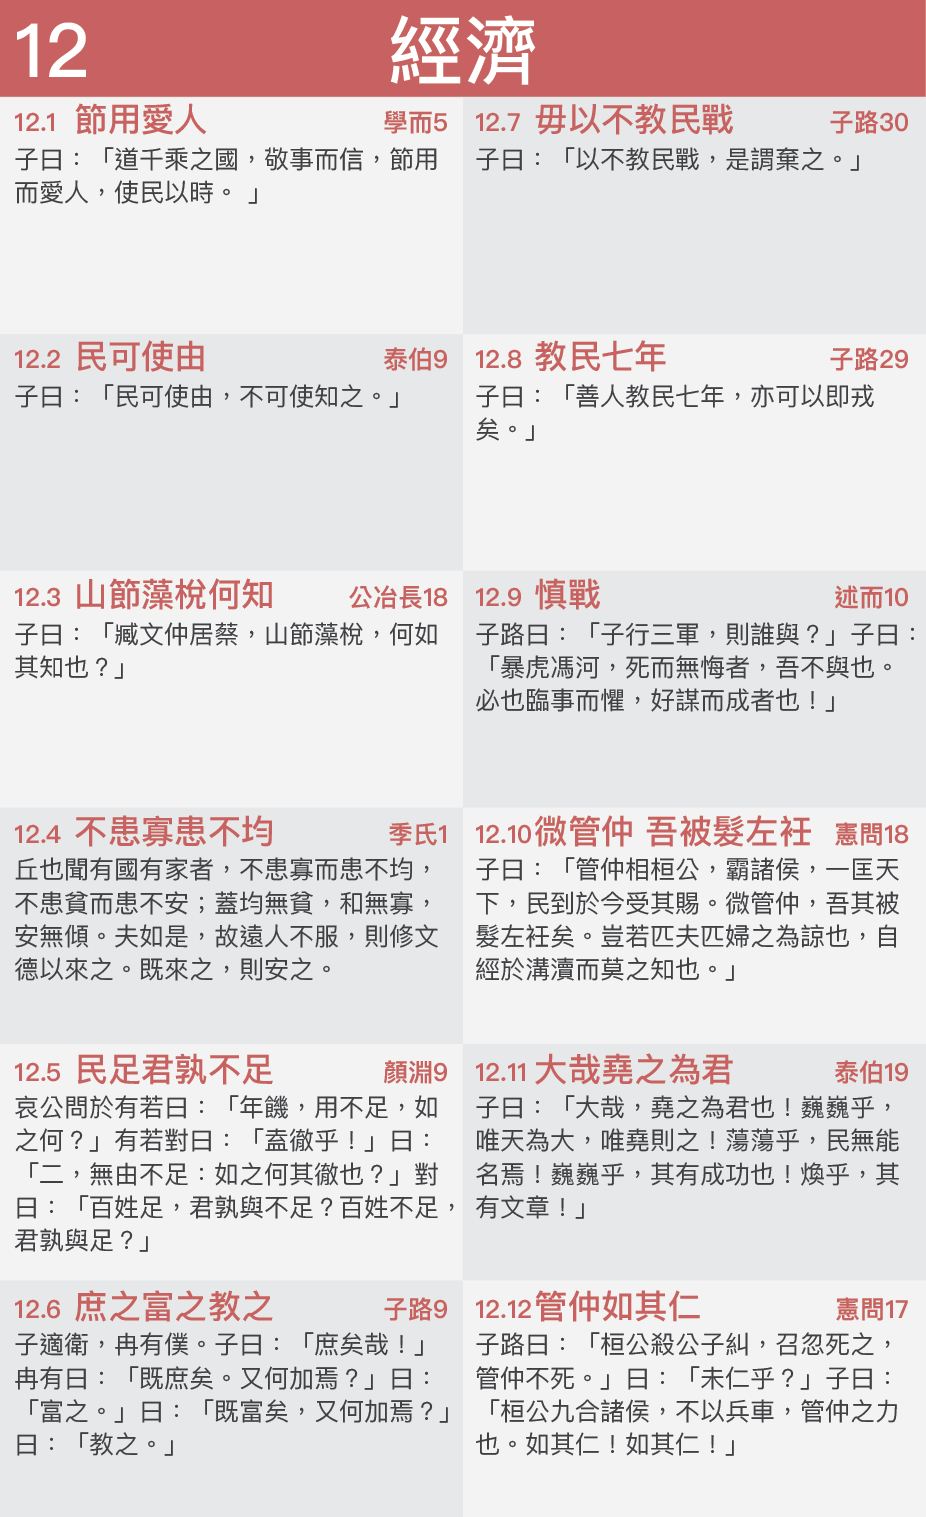 12 經濟
12.1 節用愛人 學而5
子曰：「道千乘之國，敬事而信，節用
而愛人，使民以時。」
12.2 民可使由 泰伯9
子曰：「民可使由，不可使知之。」
12.3 山節藻梲何知 公冶長18
子曰：「臧文仲居蔡，山節藻梲，何如
其知也？」
12.4 不患寡患不均 季氏1
丘也聞有國有家者，不患寡而患不均，
不患貧而患不安；蓋均無貧，和無寡，
安無傾。夫如是，故遠人不服，則修文
德以來之。既來之，則安之。
12.5 民足君孰不足 顏淵9
哀公問於有若曰：「年饑，用不足，如
之何？」有若對曰：「盍徹乎！」曰：
「二，無由不足：如之何其徹也？」對
曰：「百姓足，君孰與不足？百姓不足，
君孰與足？」
12.6 庶之富之教之 子路9
子適衛，冉有僕。子曰：「庶矣哉！」
冉有曰：「既庶矣。又何加焉？」曰：
「富之。」曰：「既富矣，又何加焉？」
曰：「教之。」
12.7 毋以不教民戰 子路30
子曰：「以不教民戰，是謂棄之。」
12.8 教民七年 子路29
子曰：「善人教民七年，亦可以即戎
矣。」
12.9 慎戰 述而10
子路曰：「子行三軍，則誰與？」子曰：
「暴虎馮河，死而無悔者，吾不與也。
必也臨事而懼，好謀而成者也！」
12.10 微管仲 吾被髮左衽 憲問18
子曰：「管仲相桓公，霸諸侯，一匡天
下，民到於今受其賜。微管仲，吾其被
髮左衽矣。豈若匹夫匹婦之為諒也，自
經於溝瀆而莫之知也。」
12.11 大哉堯之為君 泰伯19
子曰：「大哉，堯之為君也！巍巍乎，
唯天為大，唯堯則之！蕩蕩乎，民無能
名焉！巍巍乎，其有成功也！煥乎，其
有文章！」
12.12 管仲如其仁 憲問17
子路曰：「桓公殺公子糾，召忽死之，
管仲不死。」曰：「未仁乎？」子曰：
「桓公九合諸侯，不以兵車，管仲之力
也。如其仁！如其仁！」